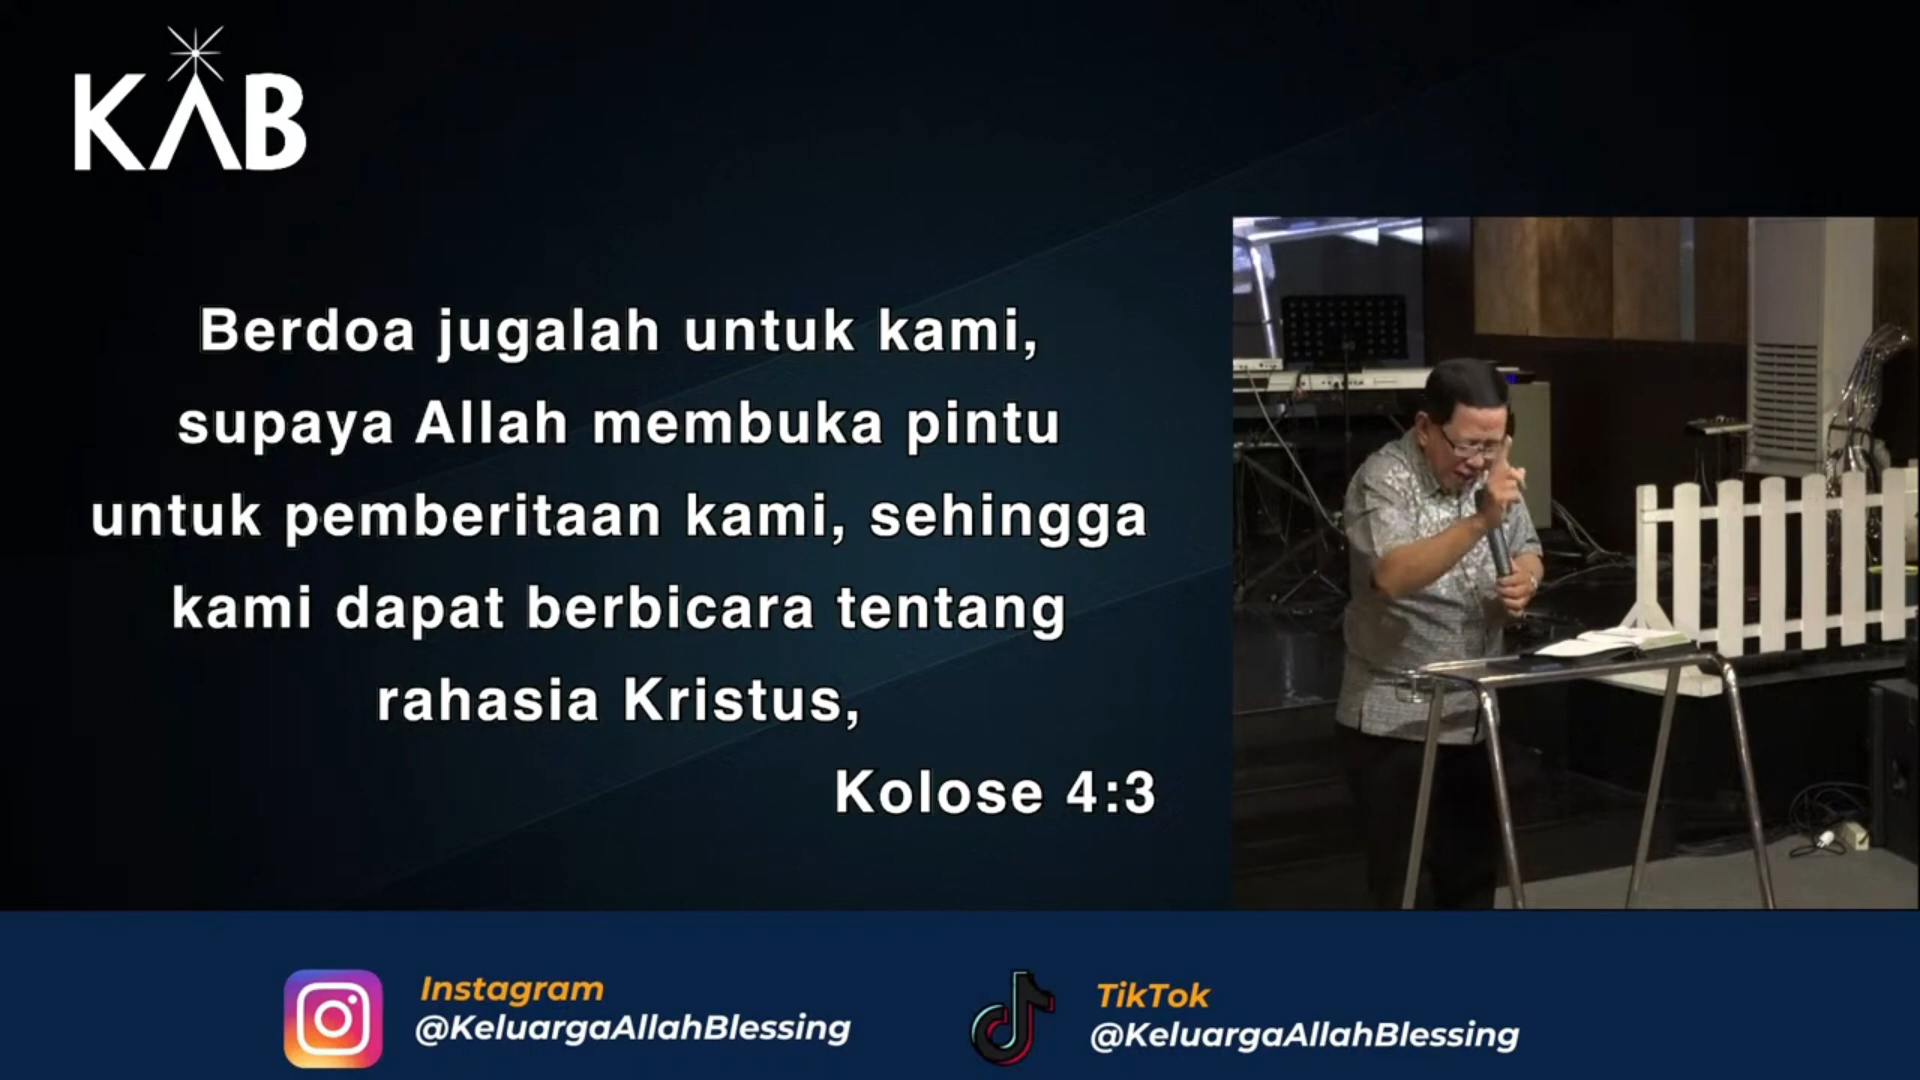 KAB
Berdoa jugalah untuk kami,
supaya Allah membuka pintu
untuk pemberitaan kami, sehingga
kami dapat berbicara tentang
rahasia Kristus,
Kolose 4:3
Instagram
@KeluargaAllahBlessing
TikTok
@KeluargaAllahBlessing